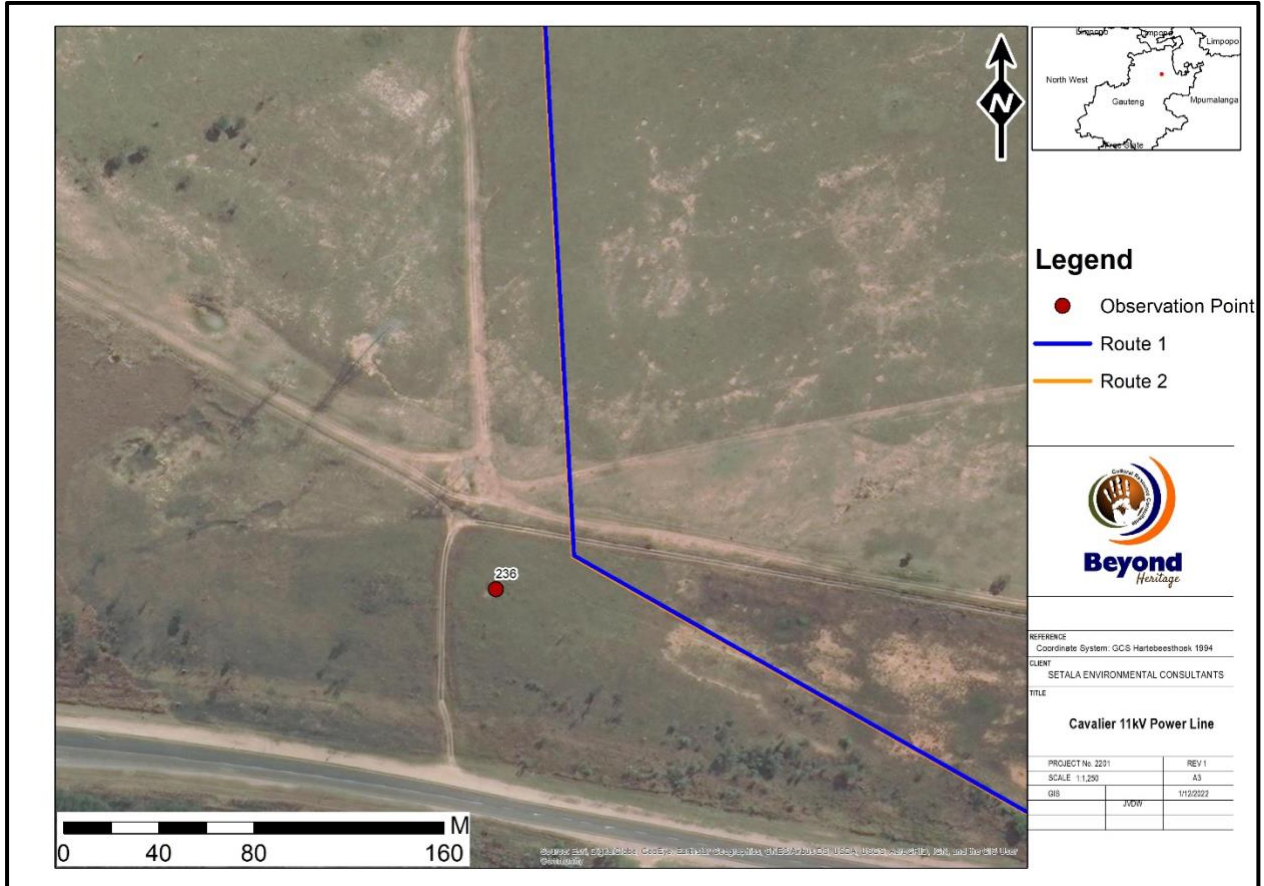 N
Limpopo
Limpopo
North West
Gauteng
Mpumalanga
Legend
Observation Point
Route 1
Route 2
236
Beyond
Heritage
REFERENCE
Coordinate System: GCS Hartebeesthoek 1994
CLIENT
SETALA ENVIRONMENTAL CONSULTANTS
TITLE
Cavalier 11kV Power Line
PROJECT No. 2201 REV 1
SCALE 1:1,250 A3
GIS JVDW 1/12/2022
M
0 40 80 160
Community